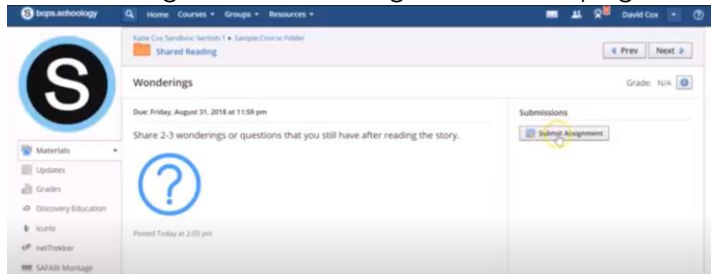 bcps.schoology
Home Courses Groups Resources
David Cox
Katie Cox Sandbox: Section 1 • Sample Course Folder
Shared Reading
Prev Next
Wonderings
Grade: N/A
Due: Friday, August 31, 2018 at 11:59 pm
Submissions
Share 2-3 wonderings or questions that you still have after reading the story.
Submit Assignment
S
Materials
Updates
Grades
Discovery Education
icurio
netTrekker
SAFARI Montage
?
Posted Today at 2:05 pm